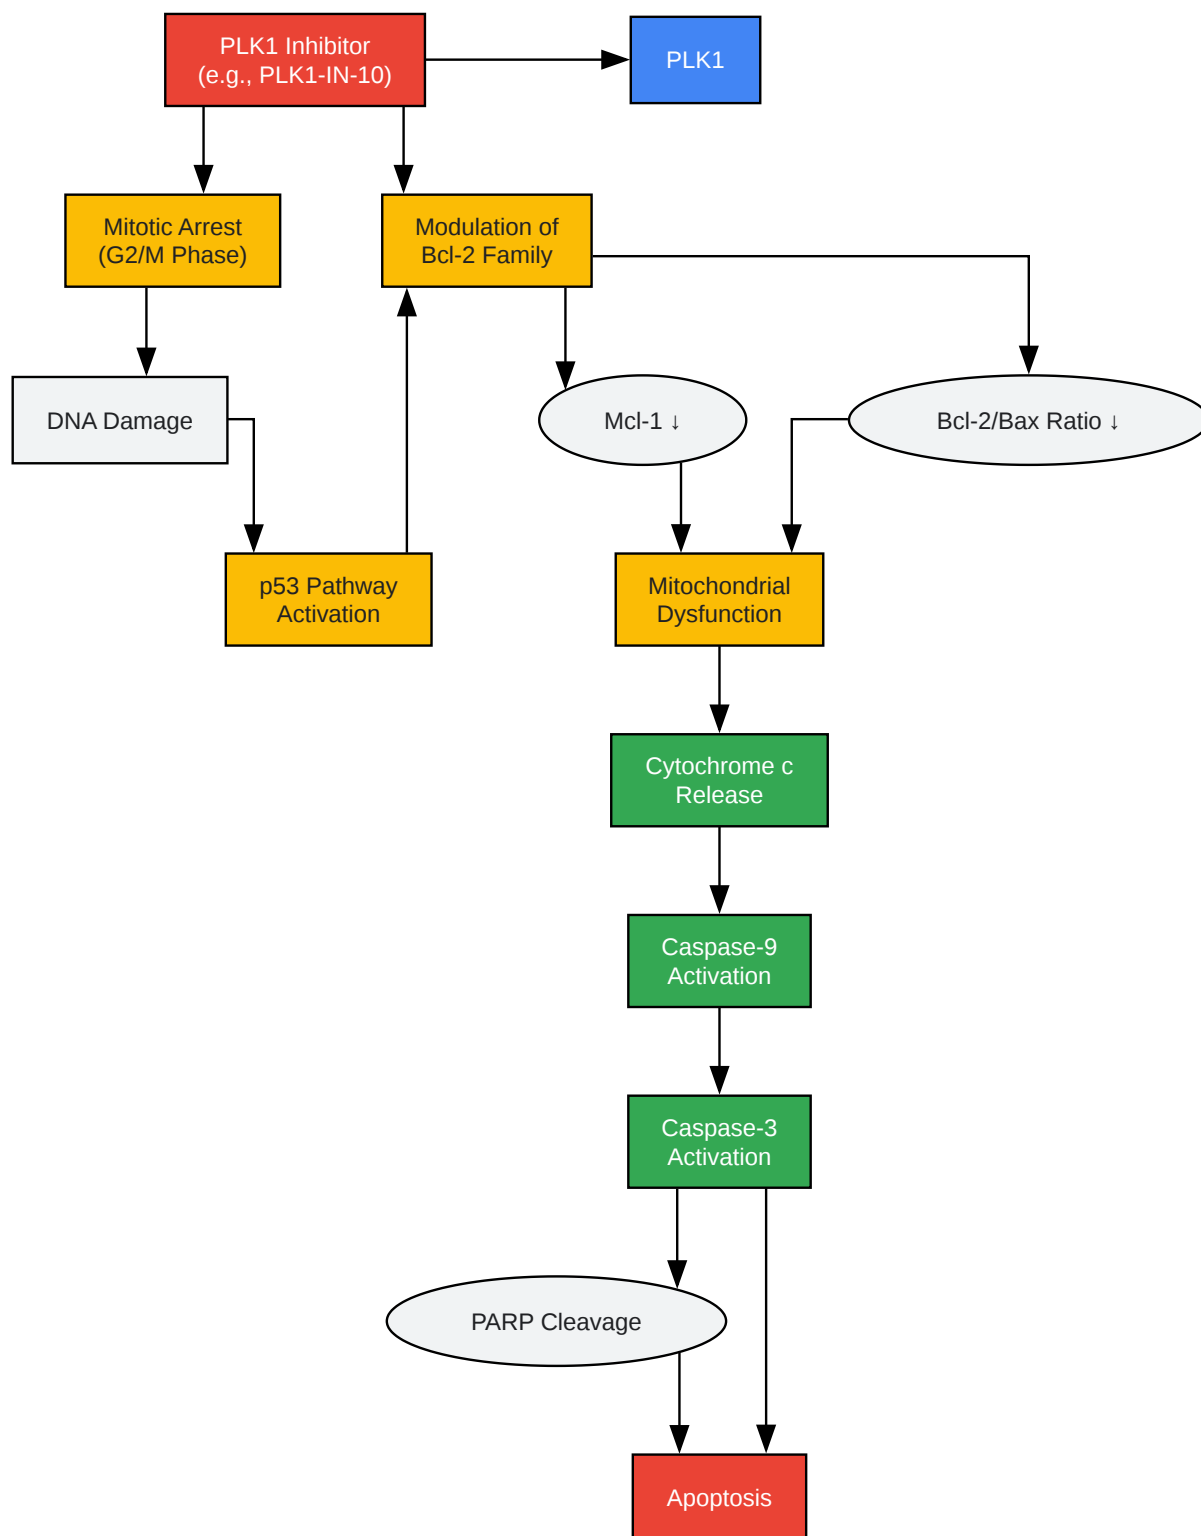 PLK1 Inhibitor
(e.g., PLK1-IN-10)
PLK1
Mitotic Arrest
(G2/M Phase)
Modulation of
Bcl-2 Family
DNA Damage
Mcl-1 ↓
Bcl-2/Bax Ratio ↓
p53 Pathway
Activation
Mitochondrial
Dysfunction
Cytochrome c
Release
Caspase-9
Activation
Caspase-3
Activation
PARP Cleavage
Apoptosis